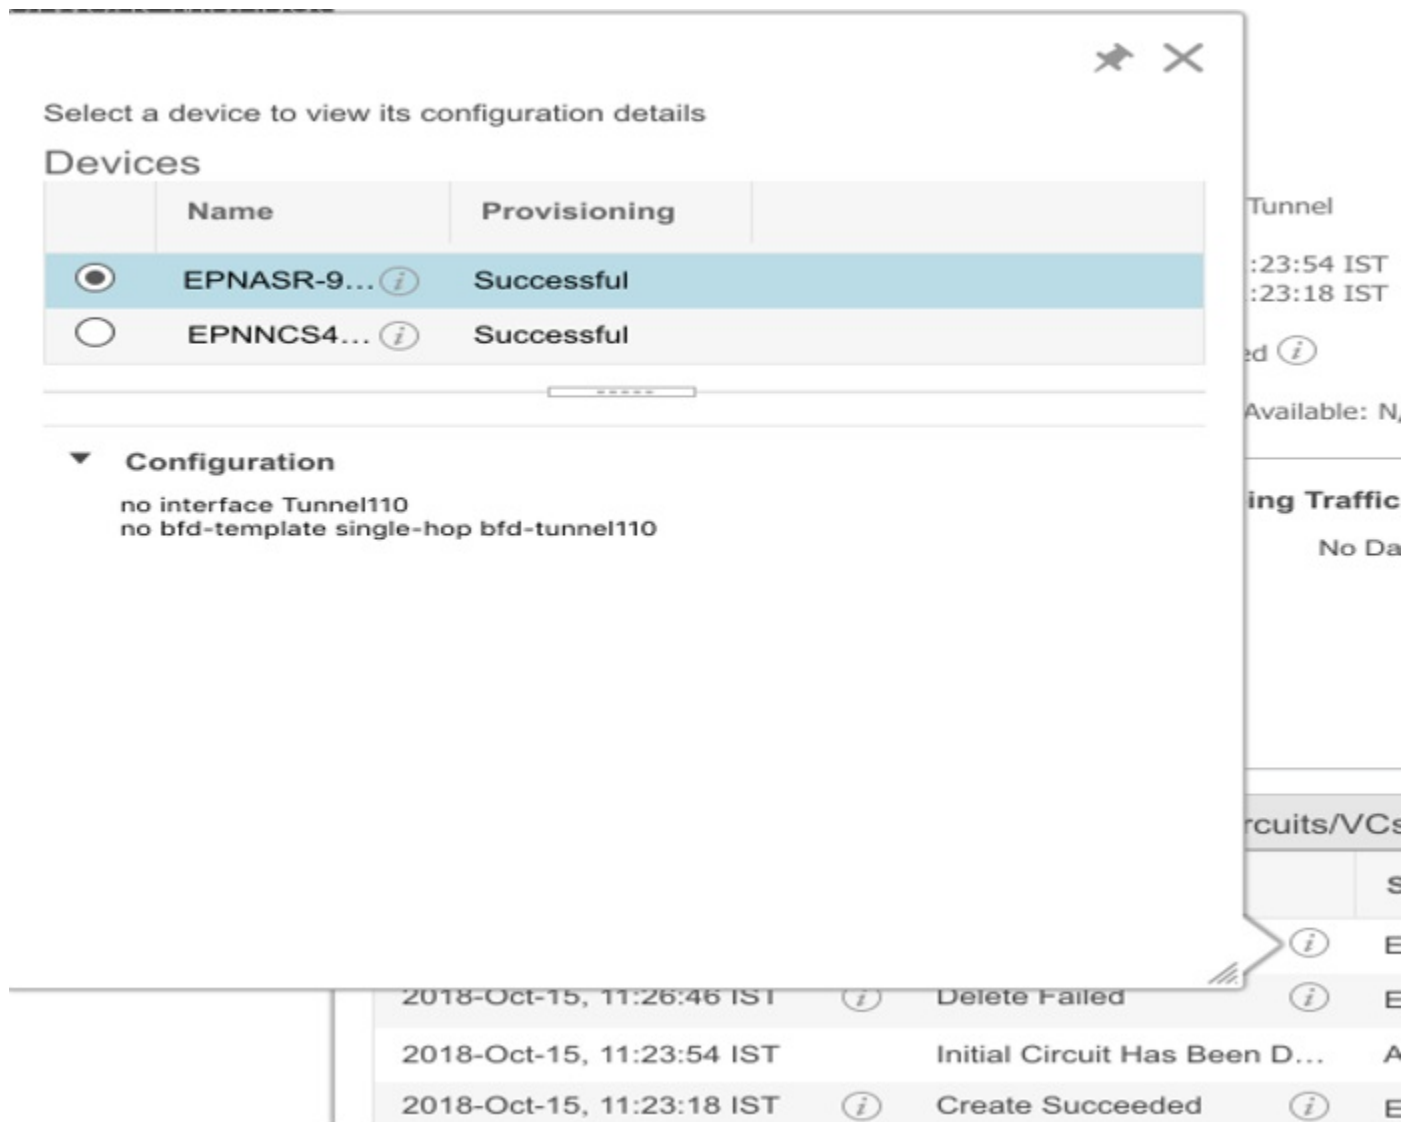 Select a device to view its configuration details
Devices
Name Provisioning
EPNASR-9... Successful
EPNNCS4... Successful
Configuration
no interface Tunnel110
no bfd-template single-hop bfd-tunnel110
Tunnel
:23:54 IST
:23:18 IST
ed
Available: N/
ing Traffic
No Da
rcuits/VCs
S
E
2018-Oct-15, 11:26:46 IST Delete Failed E
2018-Oct-15, 11:23:54 IST Initial Circuit Has Been D... A
2018-Oct-15, 11:23:18 IST Create Succeeded E